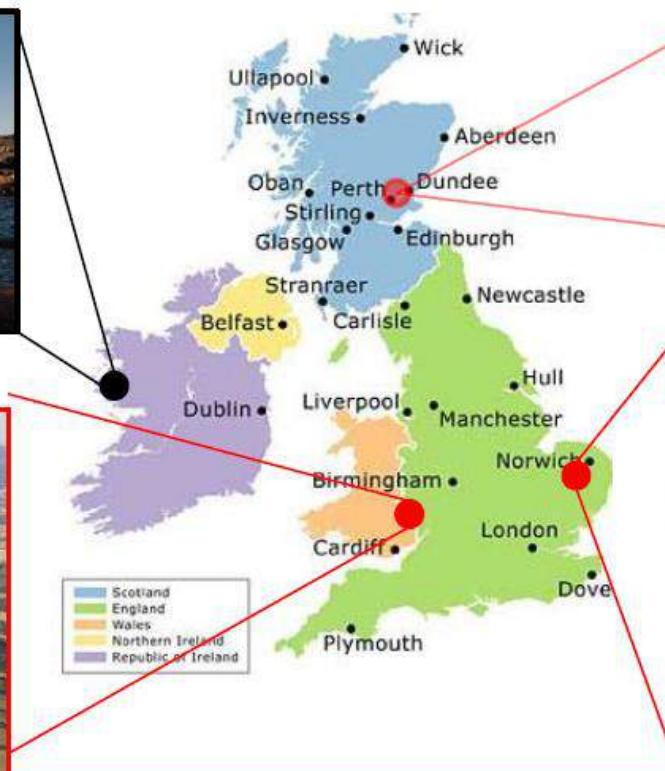 Wick
Ullapool
Inverness
Aberdeen
Oban
Perth
Dundee
Stirling
Glasgow
Edinburgh
Stranraer
Newcastle
Belfast
Carlisle
Hull
Dublin
Liverpool
Manchester
Norwich
Birmingham
London
Cardiff
Dove
Plymouth
Scotland
England
Wales
Northern Ireland
Republic of Ireland